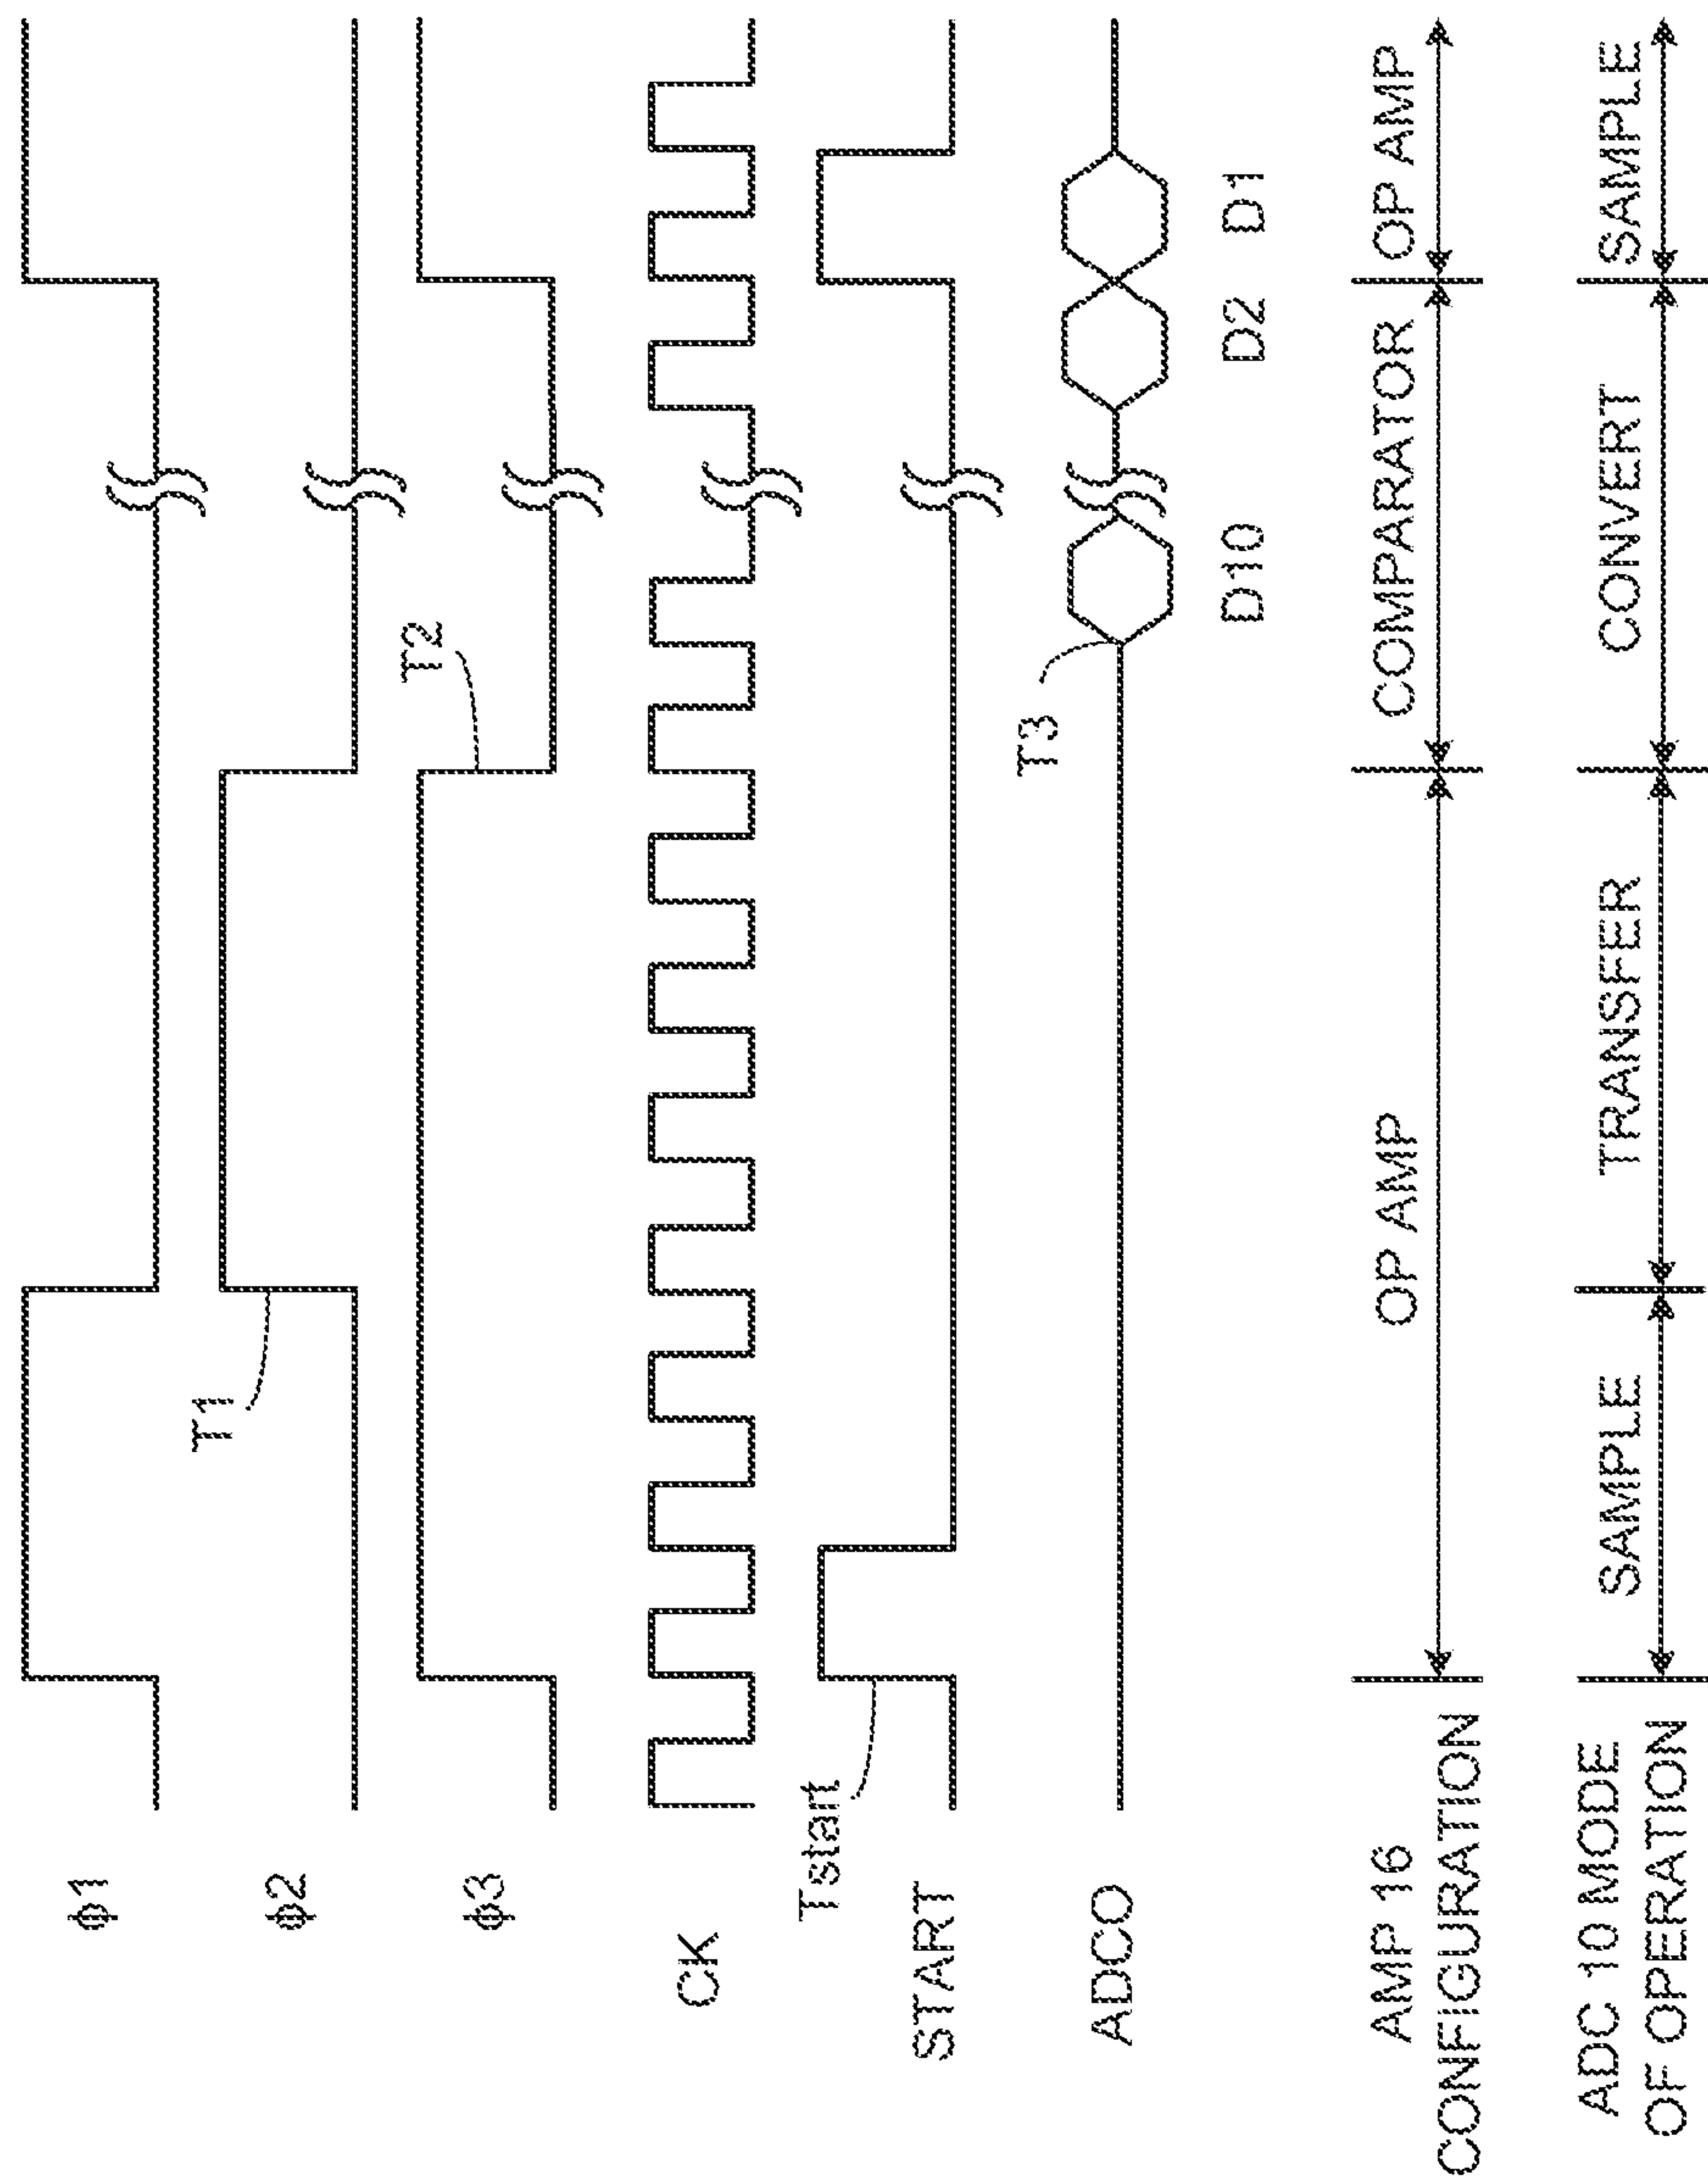 ϕ1
T1
ϕ2
ϕ3
T2
CK
Tstart
START
T3
ADCO
D10 D2 D1
AMP 16
CONFIGURATION
OP AMP COMPARATOR OP AMP
ADC 10 MODE
OF OPERATION
SAMPLE TRANSFER CONVERT SAMPLE